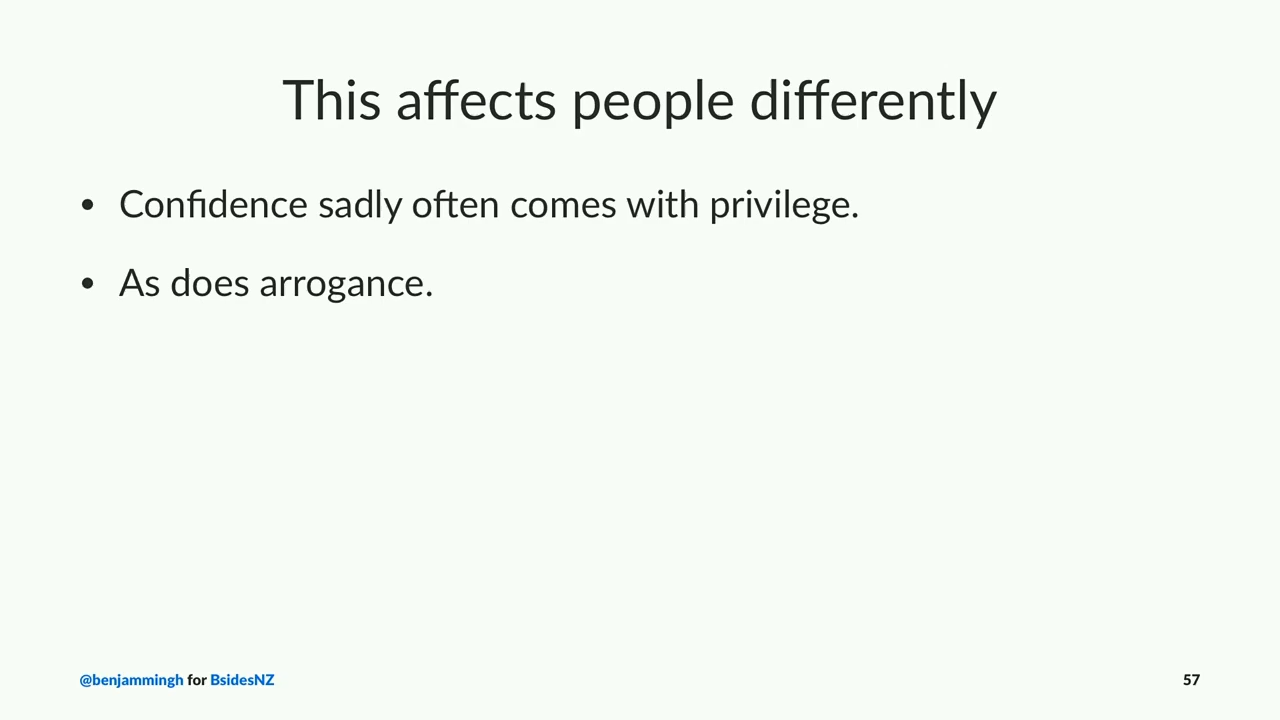 This affects people differently
• Confidence sadly often comes with privilege.
• As does arrogance.
@benjammingh for BsidesNZ
57